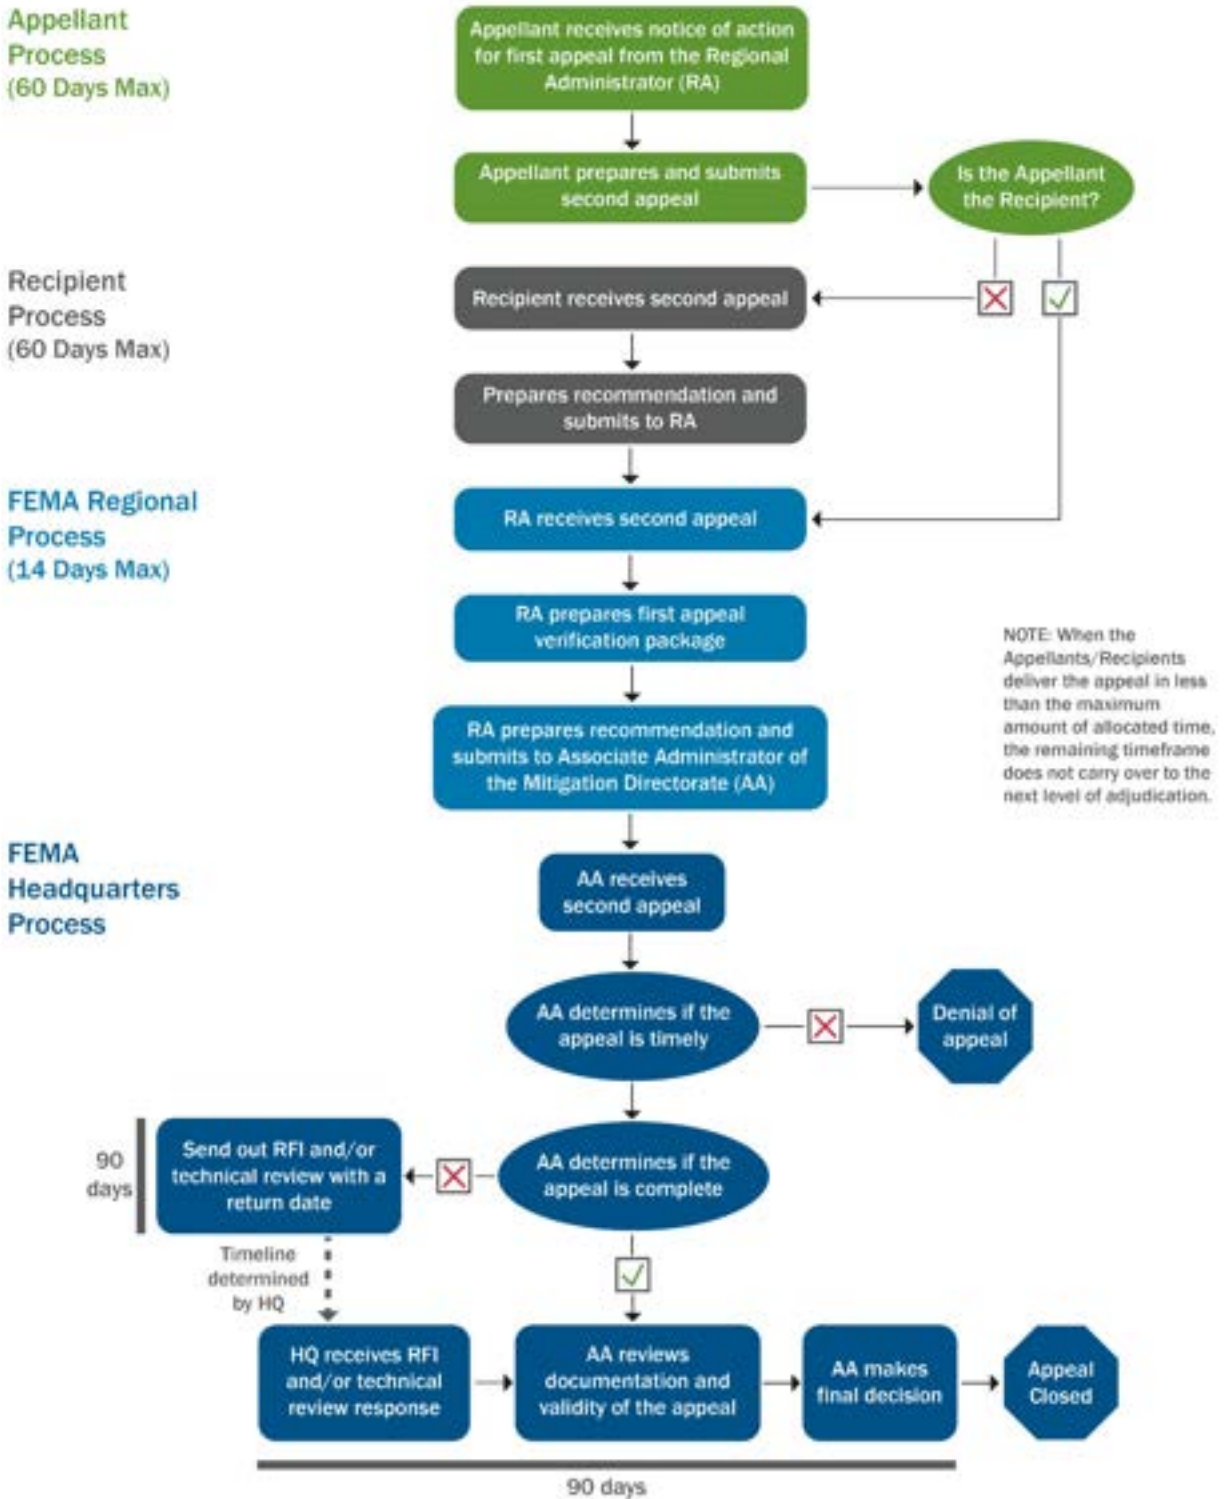 Appellant
Process
(60 Days Max)
Appellant receives notice of action
for first appeal from the Regional
Administrator (RA)
Appellant prepares and submits
second appeal
Is the Appellant
the Recipient?
Recipient
Process
(60 Days Max)
Recipient receives second appeal
Prepares recommendation and
submits to RA
FEMA Regional
Process
(14 Days Max)
RA receives second appeal
RA prepares first appeal
verification package
RA prepares recommendation and
submits to Associate Administrator of
the Mitigation Directorate (AA)
NOTE: When the
Appellants/Recipients
deliver the appeal in less
than the maximum
amount of allocated time,
the remaining timeframe
does not carry over to the
next level of adjudication.
FEMA
Headquarters
Process
AA receives
second appeal
AA determines if the
appeal is timely
Denial of
appeal
90
days
Send out RFI and/or
technical review with a
return date
AA determines if the
appeal is complete
Timeline
determined
by HQ
HQ receives RFI
and/or technical
review response
AA reviews
documentation and
validity of the appeal
AA makes
final decision
Appeal
Closed
90 days